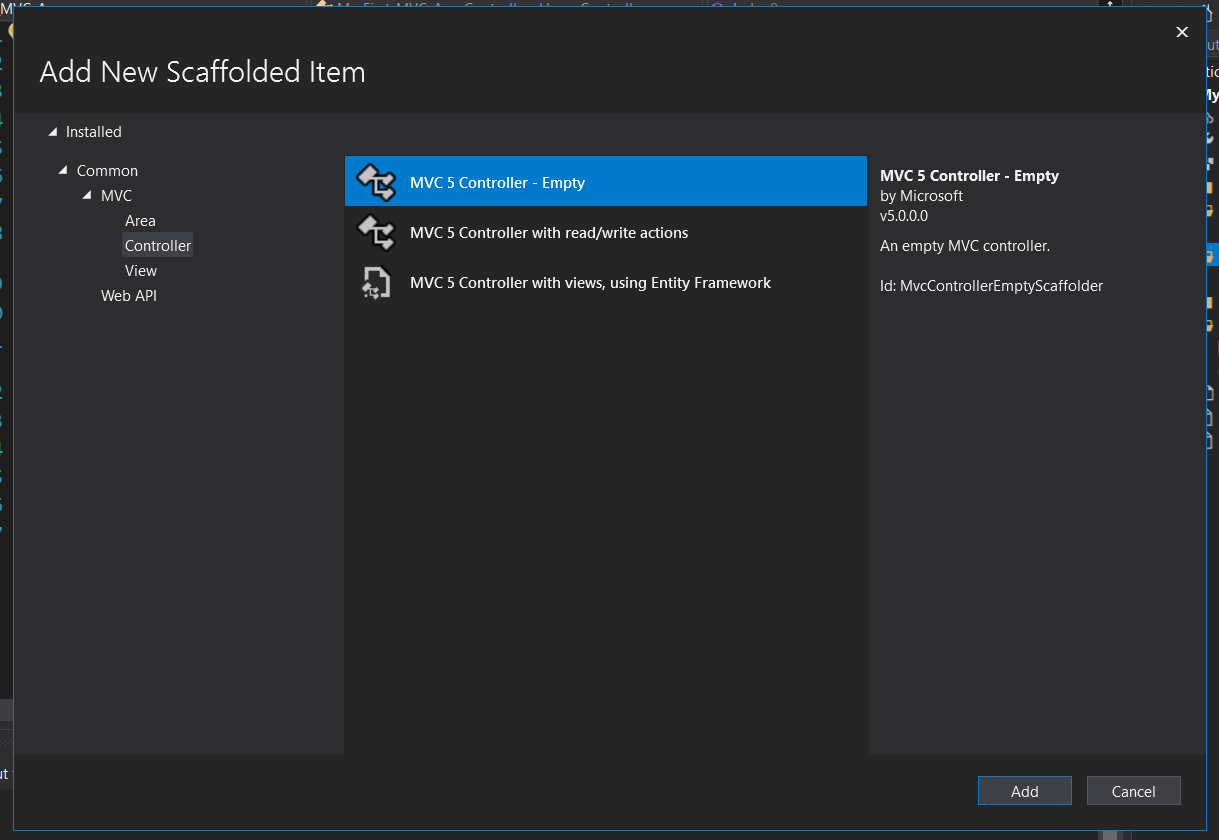 Add New Scaffolded Item
Installed
Common
MVC
Area
Controller
View
Web API
MVC 5 Controller - Empty
MVC 5 Controller with read/write actions
MVC 5 Controller with views, using Entity Framework
MVC 5 Controller - Empty
by Microsoft
v5.0.0.0
An empty MVC controller.
Id: MvcControllerEmptyScaffolder
Add
Cancel